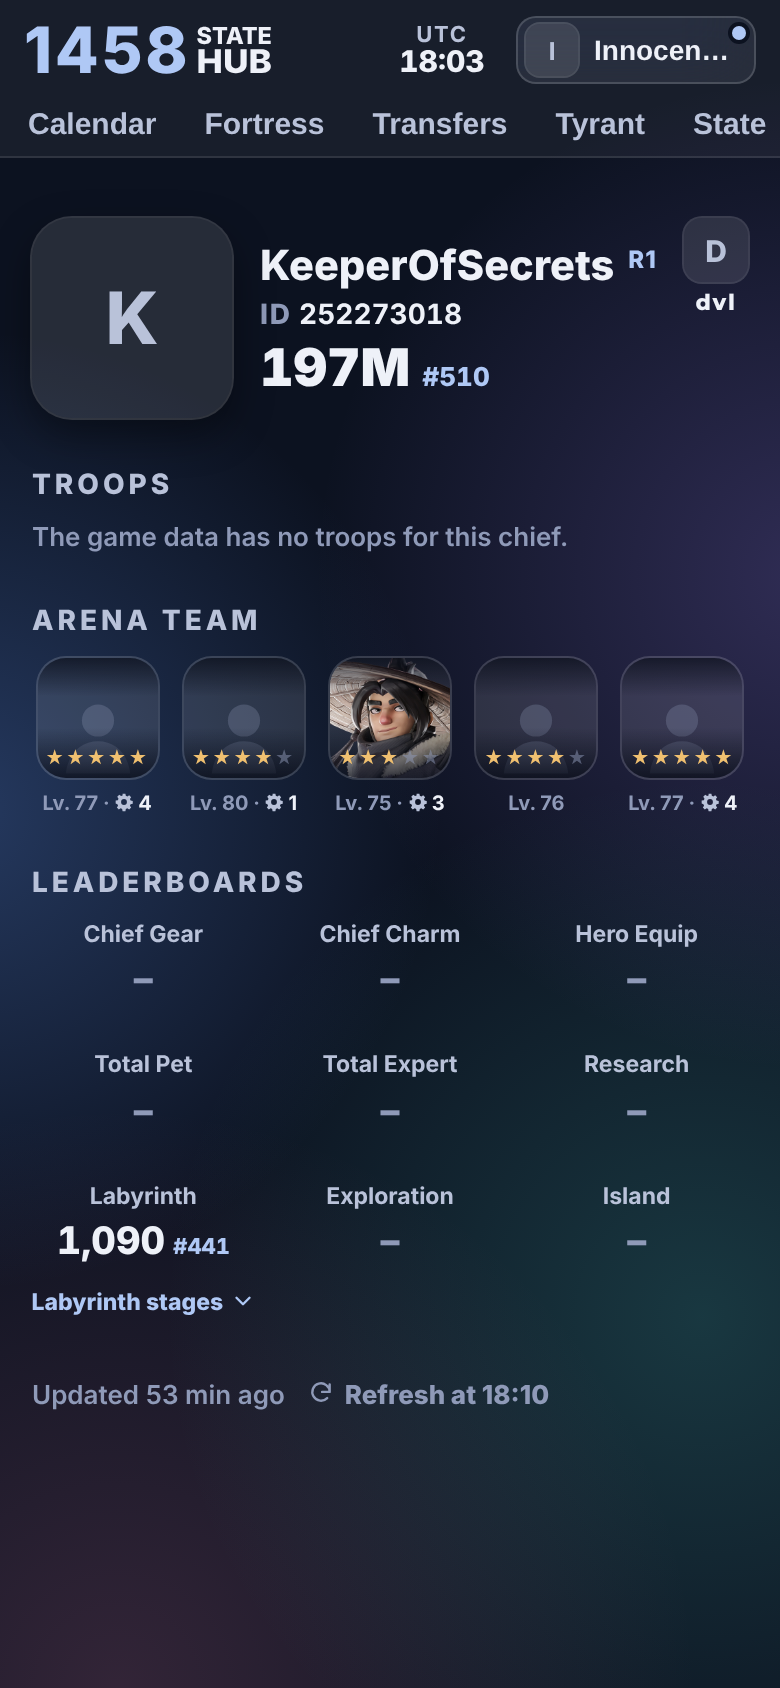 1458 STATE HUB
UTC
18:03
I
Innocen...
Calendar Fortress Transfers Tyrant State
K
KeeperOfSecrets R1
D
dvl
ID 252273018
197M #510
TROOPS
The game data has no troops for this chief.
ARENA TEAM
Lv. 77 · 4
Lv. 80 · 1
Lv. 75 · 3
Lv. 76
Lv. 77 · 4
LEADERBOARDS
Chief Gear
–
Chief Charm
–
Hero Equip
–
Total Pet
–
Total Expert
–
Research
–
Labyrinth
1,090 #441
Exploration
–
Island
–
Labyrinth stages
Updated 53 min ago
Refresh at 18:10